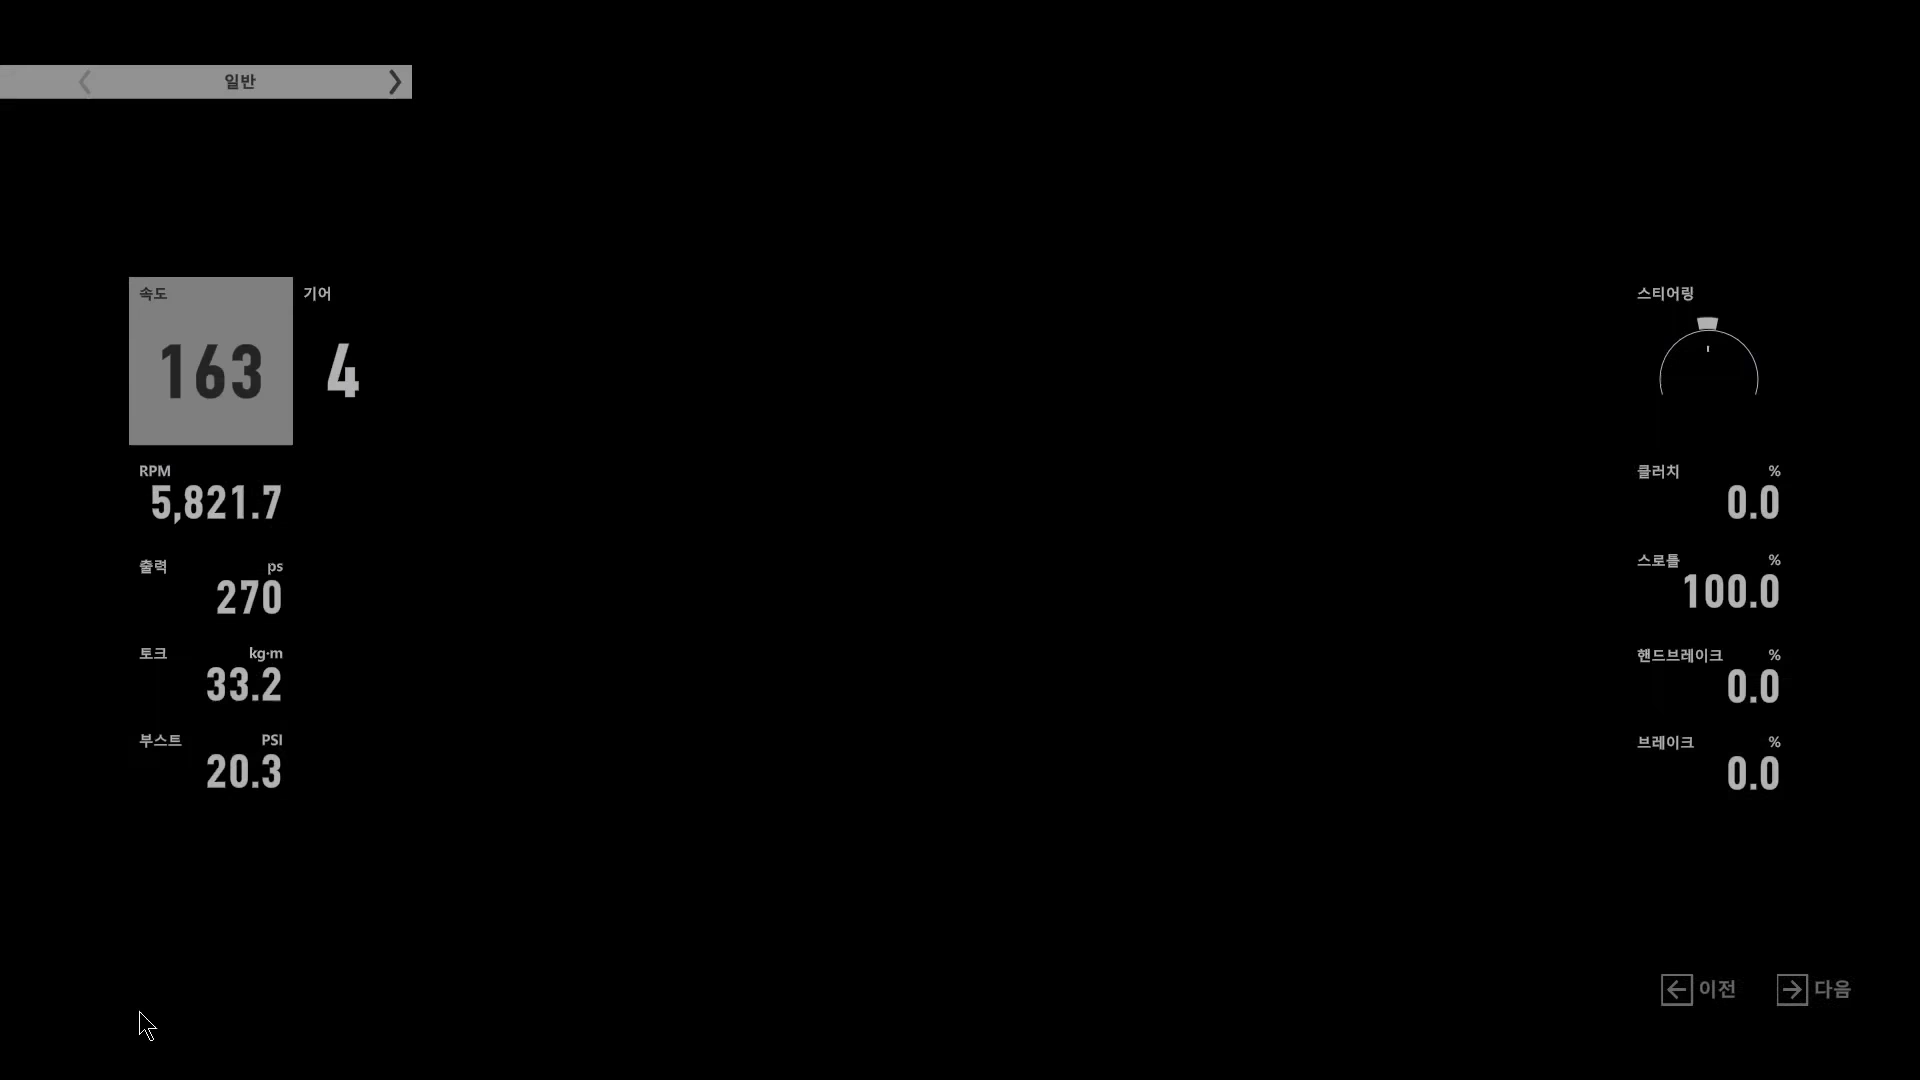 일반
속도
163
기어
4
RPM
5,821.7
출력 ps
270
토크 kg·m
33.2
부스트 PSI
20.3
스티어링
클러치 %
0.0
스로틀 %
100.0
핸드브레이크 %
0.0
브레이크 %
0.0
이전 다음